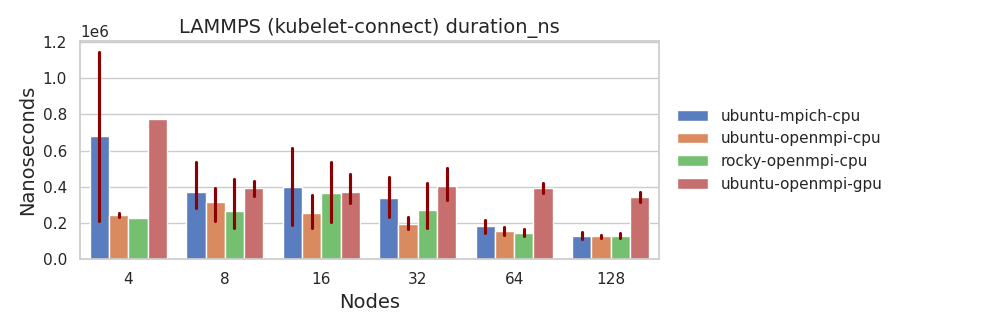 LAMMPS (kubelet-connect) duration_ns
1e6
1.2
1.0
0.8
0.6
0.4
0.2
0.0
Nanoseconds
4 8 16 32 64 128
Nodes
ubuntu-mpich-cpu
ubuntu-openmpi-cpu
rocky-openmpi-cpu
ubuntu-openmpi-gpu